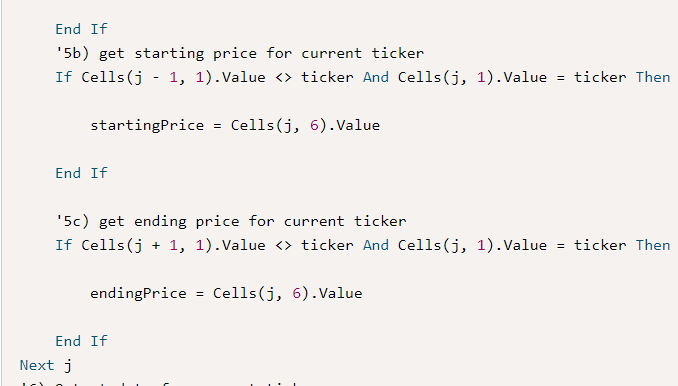 End If
'5b) get starting price for current ticker
If Cells(j - 1, 1).Value <> ticker And Cells(j, 1).Value = ticker Then
startingPrice = Cells(j, 6).Value
End If
'5c) get ending price for current ticker
If Cells(j + 1, 1).Value <> ticker And Cells(j, 1).Value = ticker Then
endingPrice = Cells(j, 6).Value
End If
Next j